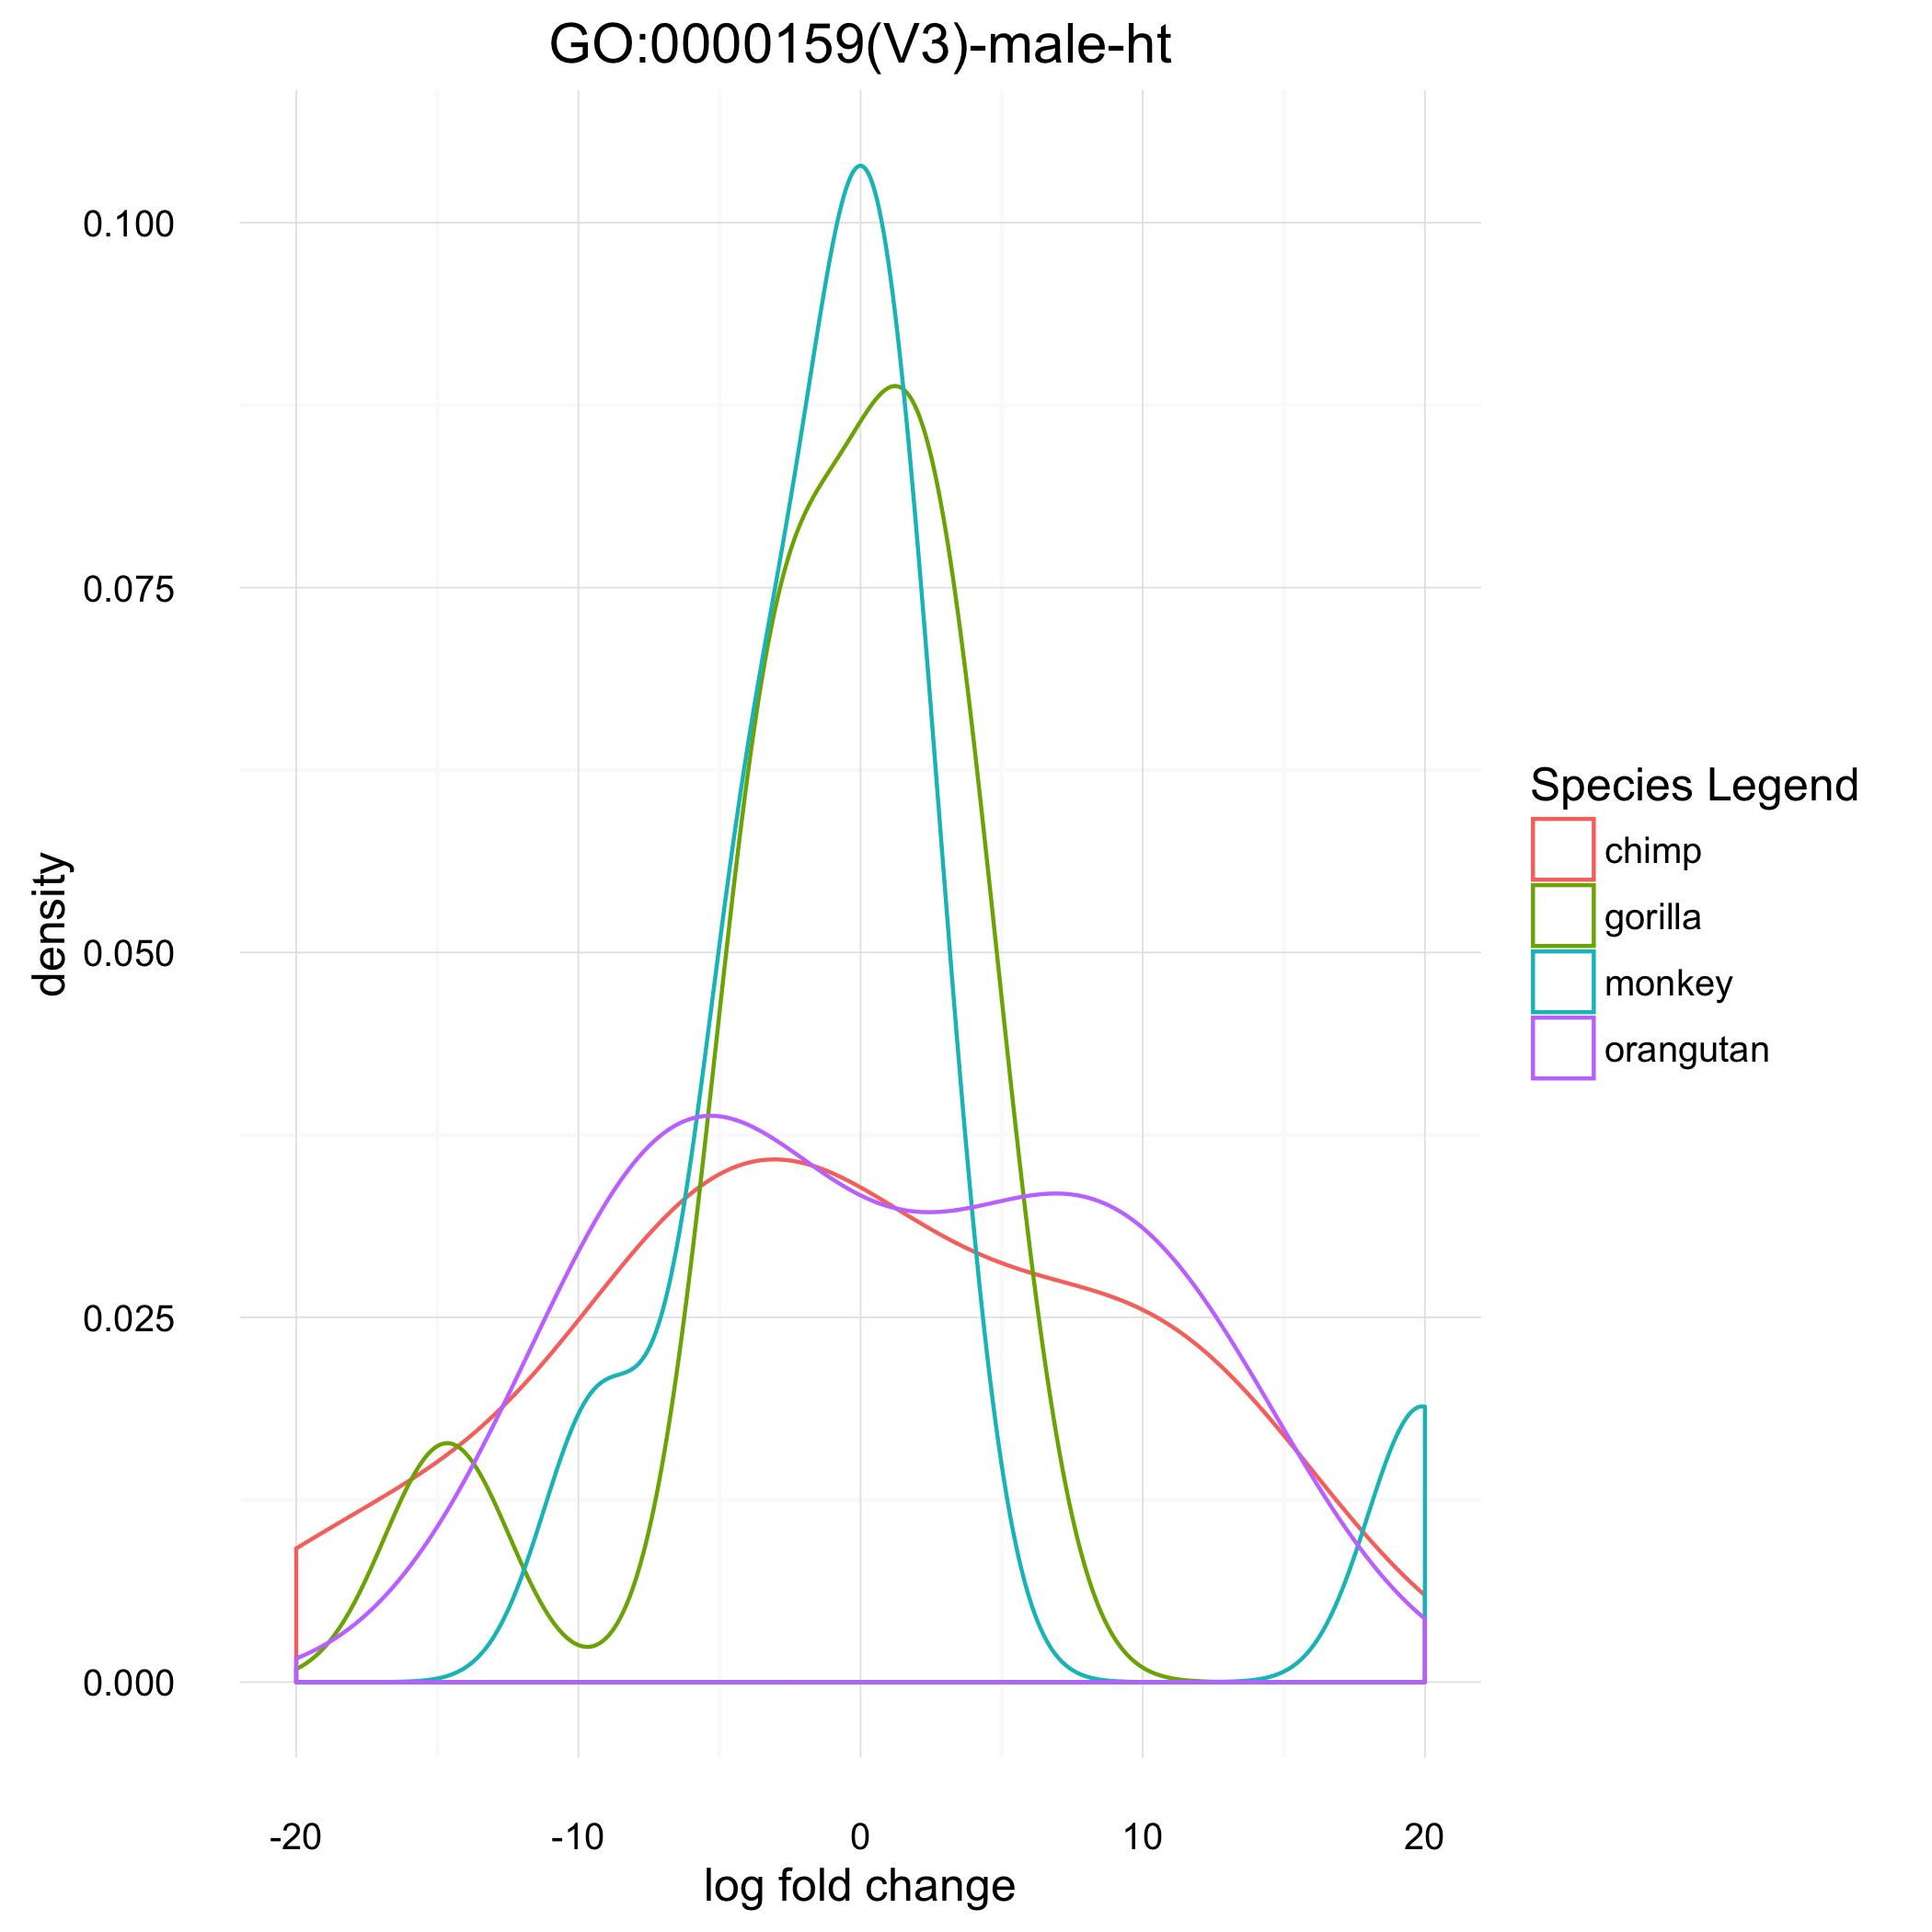 GO:0000159(V3)-male-ht
0.100
0.075
0.050
0.025
0.000
density
-20 -10 0 10 20
log fold change
Species Legend
chimp
gorilla
monkey
orangutan